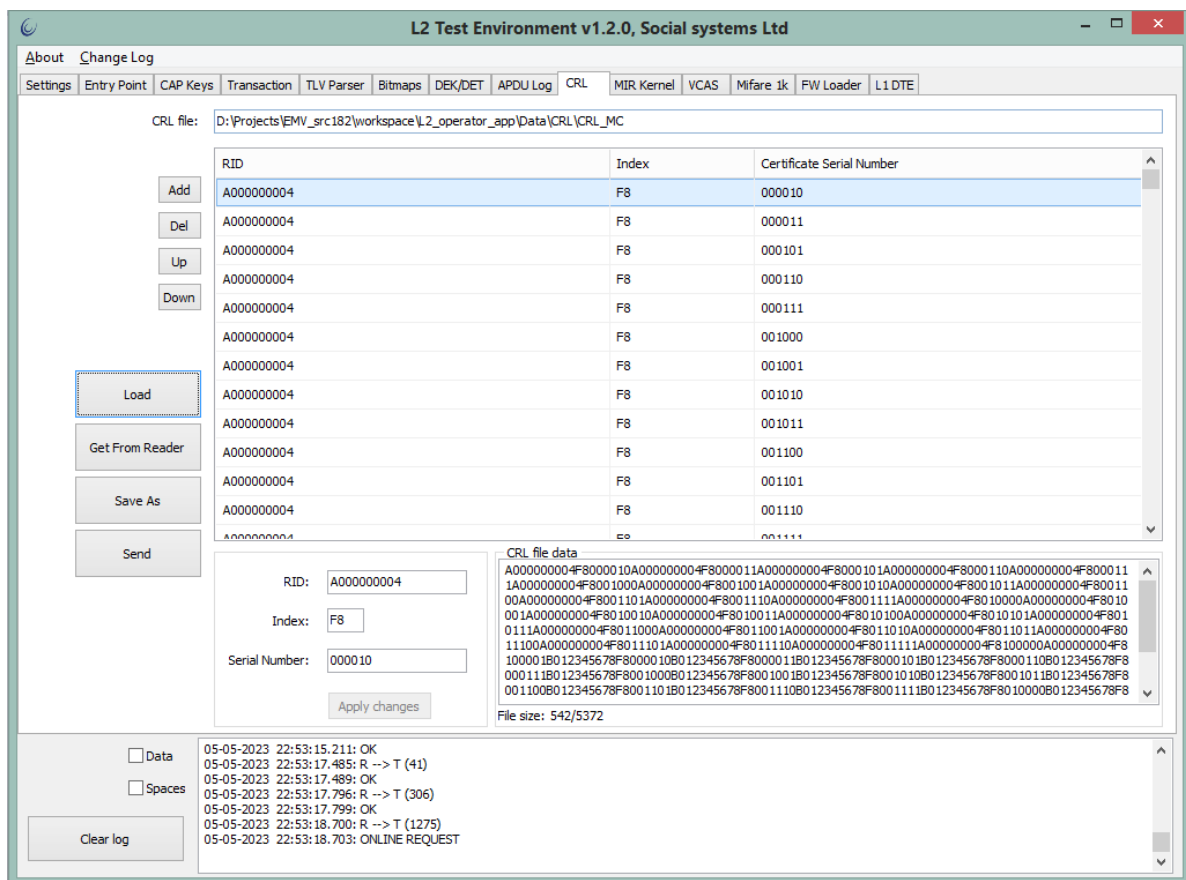 L2 Test Environment v1.2.0, Social systems Ltd
About Change Log
Settings Entry Point CAP Keys Transaction TLV Parser Bitmaps DEK/DET APDU Log CRL MIR Kernel VCAS Mifare 1k FW Loader L1 DTE
CRL file: D:\Projects\EMV_src182\workspace\L2_operator_app\Data\CRL\CRL_MC
RID Index Certificate Serial Number
Add A000000004 F8 000010
Del A000000004 F8 000011
A000000004 F8 000101
Up
A000000004 F8 000110
Down A000000004 F8 000111
A000000004 F8 001000
A000000004 F8 001001
Load A000000004 F8 001010
A000000004 F8 001011
Get From Reader A000000004 F8 001100
A000000004 F8 001101
Save As A000000004 F8 001110
A000000004 F8 001111
Send
RID: A000000004
Index: F8
Serial Number: 000010
Apply changes
CRL file data
A000000004F8000010A000000004F8000011A000000004F8000101A000000004F8000110A000000004F800011
1A000000004F8001000A000000004F8001001A000000004F8001010A000000004F8001011A000000004F80011
00A000000004F8001101A000000004F8001110A000000004F8001111A000000004F8010000A000000004F8010
001A000000004F8010010A000000004F8010011A000000004F8010100A000000004F8010101A000000004F801
0111A000000004F8011000A000000004F8011001A000000004F8011010A000000004F8011011A000000004F80
11100A000000004F8011101A000000004F8011110A000000004F8011111A000000004F8100000A000000004F8
100001B012345678F8000010B012345678F8000011B012345678F8000101B012345678F8000110B012345678F8
000111B012345678F8001000B012345678F8001001B012345678F8001010B012345678F8001011B012345678F8
001100B012345678F8001101B012345678F8001110B012345678F8001111B012345678F8010000B012345678F8
File size: 542/5372
Data
Spaces
Clear log
05-05-2023 22:53:15.211: OK
05-05-2023 22:53:17.485: R --> T (41)
05-05-2023 22:53:17.489: OK
05-05-2023 22:53:17.796: R --> T (306)
05-05-2023 22:53:17.799: OK
05-05-2023 22:53:18.700: R --> T (1275)
05-05-2023 22:53:18.703: ONLINE REQUEST